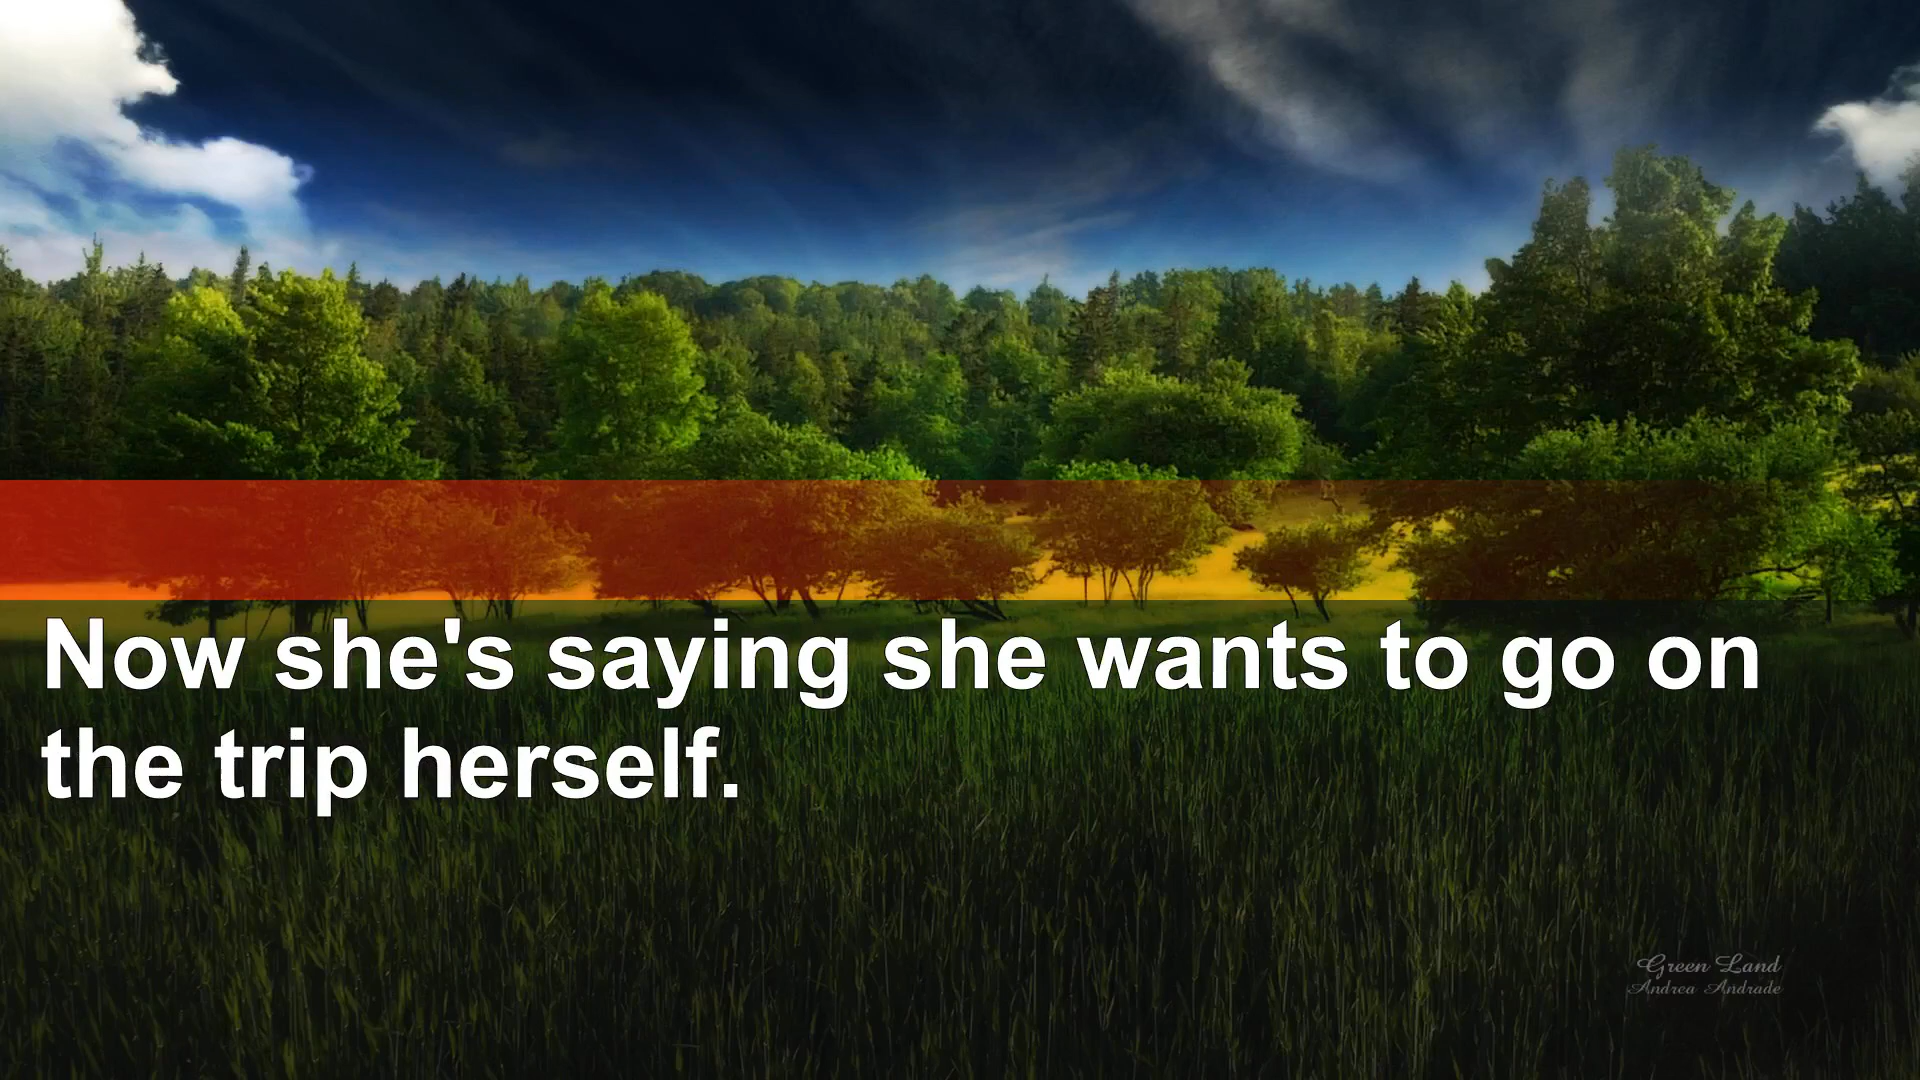 Now she's saying she wants to go on
the trip herself.
Green Land
Andrea Andrade